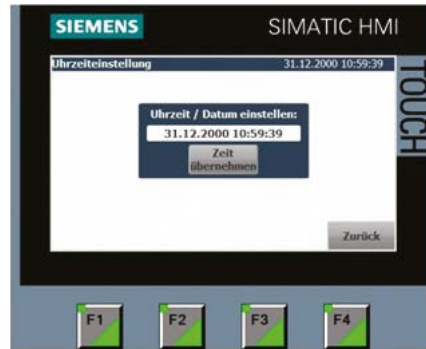 SIEMENS
SIMATIC HMI
TOUCH
Uhrzeiteinstellung 31.12.2000 10:59:39
Uhrzeit / Datum einstellen:
31.12.2000 10:59:39
Zeit
übernehmen
Zurück
F1 F2 F3 F4